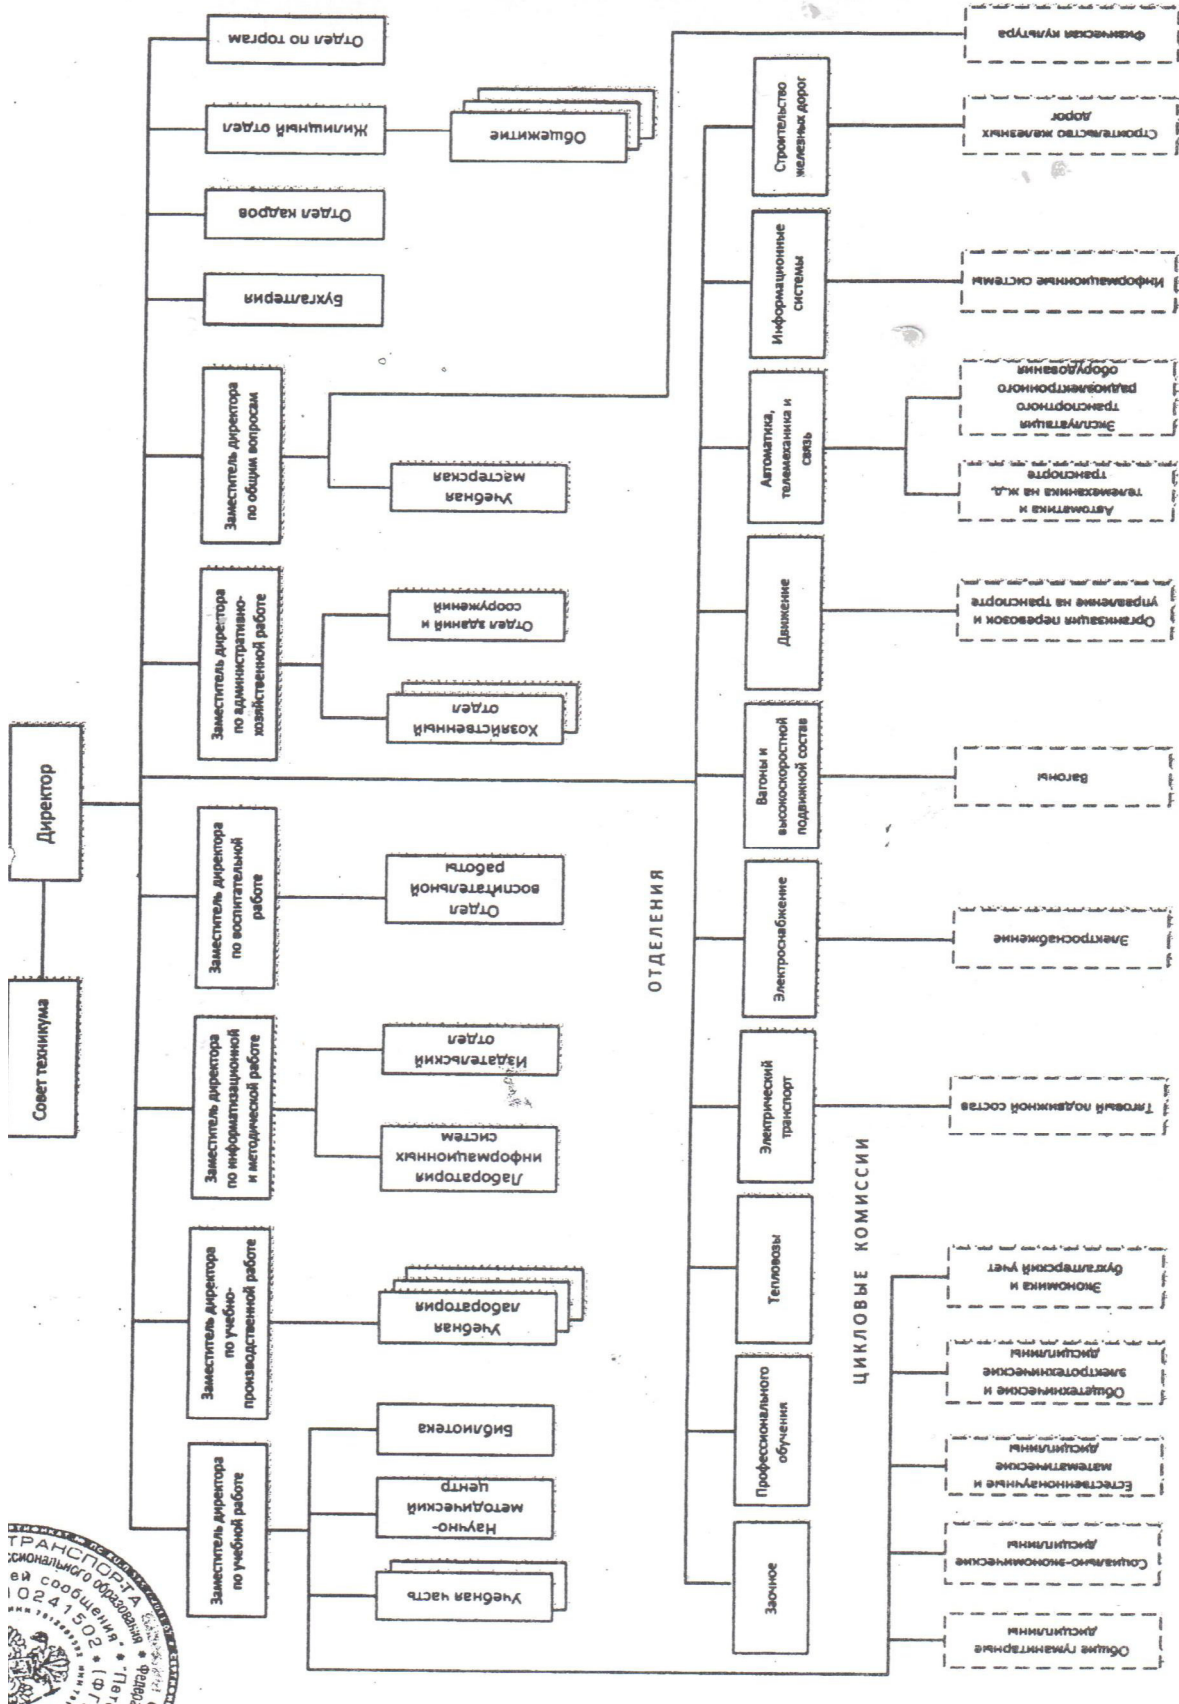 Совет техникума
Директор
Заместитель директора
по учебной работе
Заместитель директора
по учебно-
производственной работе
Заместитель директора
по информатизационной
и методической работе
Заместитель директора
по воспитательной
работе
Заместитель директора
по административно-
хозяйственной работе
Заместитель директора
по общим вопросам
Бухгалтерия
Отдел кадров
Жилищный отдел
Отдел по торгам
Учебная часть
Научно-
методический
центр
Библиотека
Учебная
лаборатория
Лаборатория
информационных
систем
Издательский
отдел
Отдел
воспитательной
работы
Хозяйственный
отдел
Отдел зданий и
сооружений
Учебная
мастерская
Общежитие
ОТДЕЛЕНИЯ
Заочное
Профессионального
обучения
Тепловозы
Электрический
транспорт
Электроснабжение
Вагоны и
высокоскоростной
подвижной состав
Движение
Автоматика,
телемеханика и
связь
Информационные
системы
Строительство
железных дорог
ЦИКЛОВЫЕ КОМИССИИ
Общие гуманитарные
дисциплины
Социально-экономические
дисциплины
Естественнонаучные и
математические
дисциплины
Общетехнические и
электротехнические
дисциплины
Экономика и
бухгалтерский учет
Тяговый подвижной состав
Электроснабжение
Вагоны
Организация перевозок и
управление на транспорте
Автоматика и
телемеханика на ж.д.
транспорте
Эксплуатация
транспортного
радиоэлектронного
оборудования
Информационные системы
Строительство железных
дорог
Физическая культура
ТРАНСПОРТА
образования
сообщения